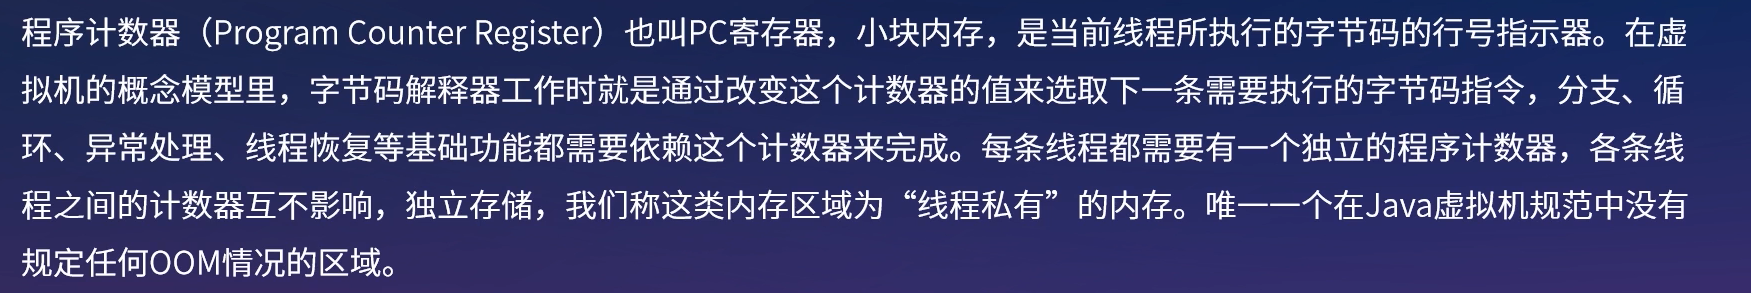 程序计数器（Program Counter Register）也叫PC寄存器，小块内存，是当前线程所执行的字节码的行号指示器。在虚
拟机的概念模型里，字节码解释器工作时就是通过改变这个计数器的值来选取下一条需要执行的字节码指令，分支、循
环、异常处理、线程恢复等基础功能都需要依赖这个计数器来完成。每条线程都需要有一个独立的程序计数器，各条线
程之间的计数器互不影响，独立存储，我们称这类内存区域为“线程私有”的内存。唯一一个在Java虚拟机规范中没有
规定任何OOM情况的区域。